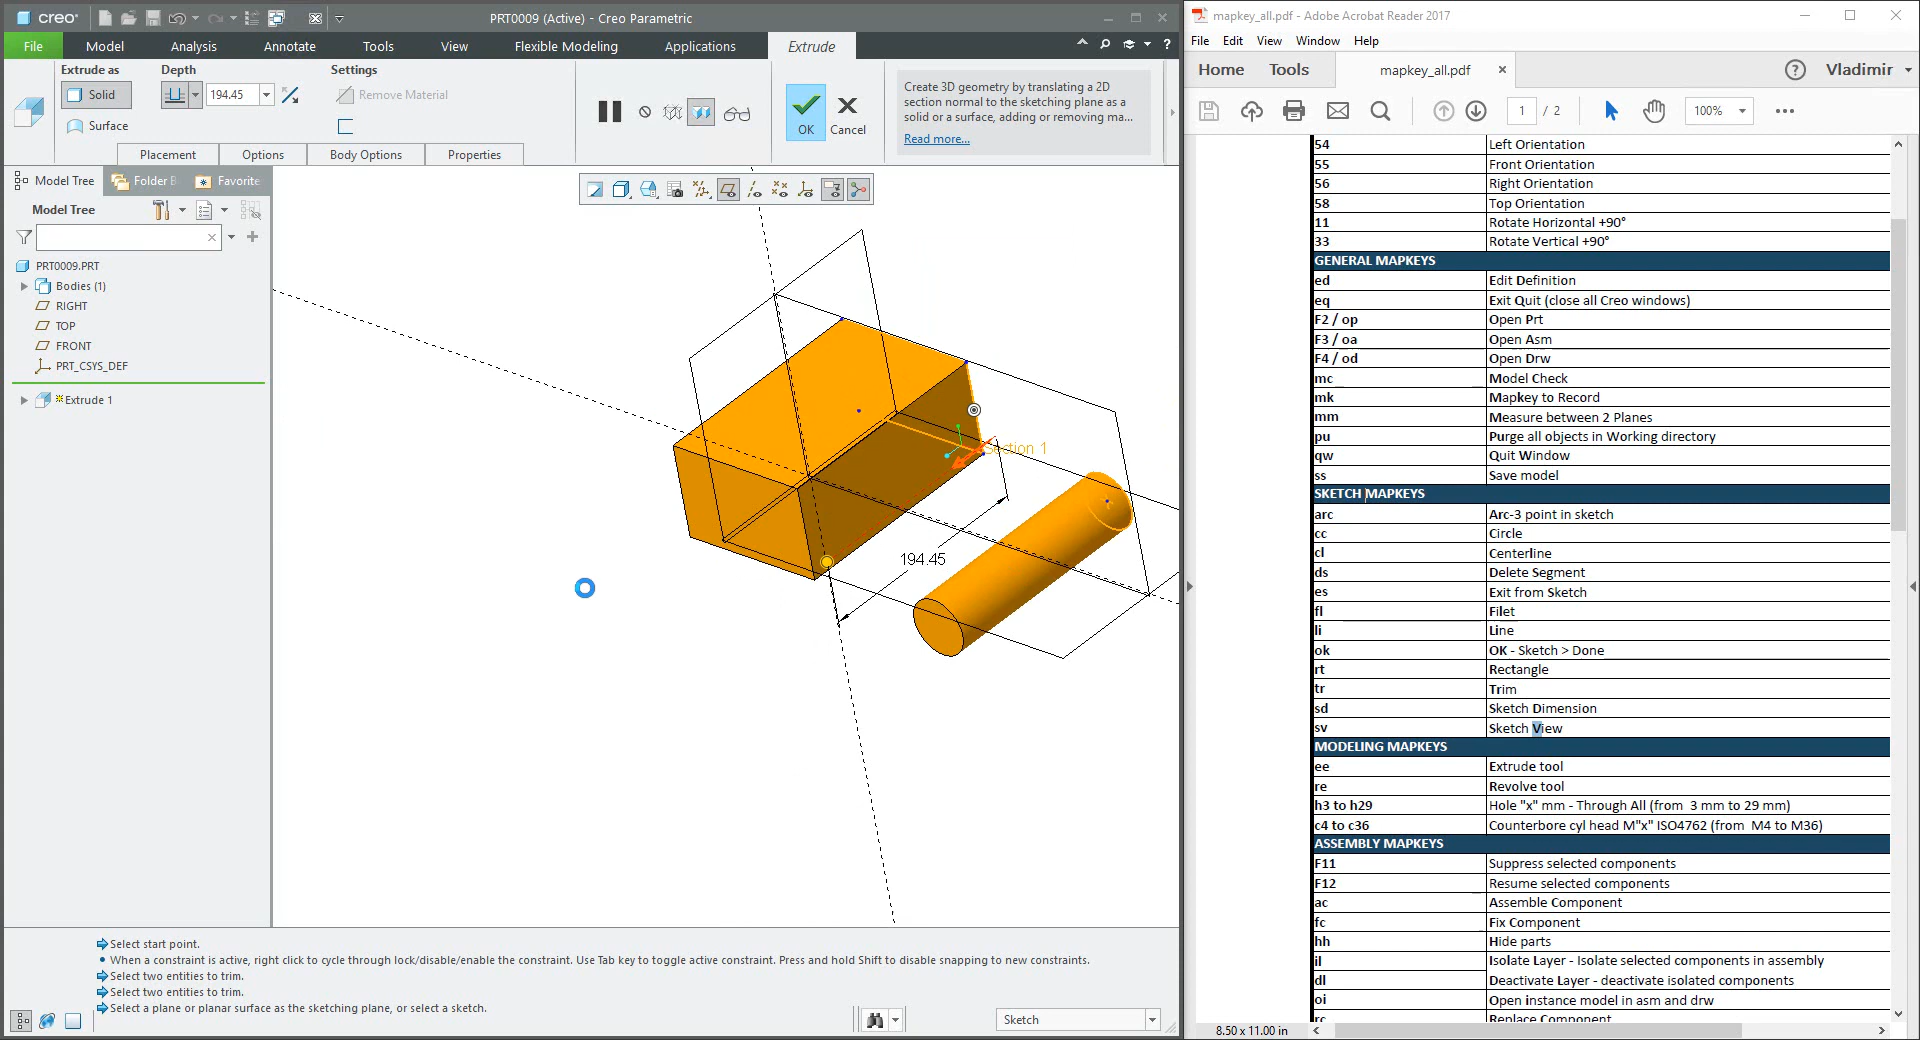 creo
PRT0009 (Active) - Creo Parametric
File
Model
Analysis
Annotate
Tools
View
Flexible Modeling
Applications
Extrude
Extrude as
Depth
Settings
Solid
194.45
Remove Material
Surface
OK
Cancel
Create 3D geometry by translating a 2D
section normal to the sketching plane as a
solid or a surface, adding or removing ma...
Read more...
Placement
Options
Body Options
Properties
Model Tree
Folder B
Favorite
Model Tree
PRT0009.PRT
Bodies (1)
RIGHT
TOP
FRONT
PRT_CSYS_DEF
Extrude 1
Section 1
194.45
Select start point.
When a constraint is active, right click to cycle through lock/disable/enable the constraint. Use Tab key to toggle active constraint. Press and hold Shift to disable snapping to new constraints.
Select two entities to trim.
Select two entities to trim.
Select a plane or planar surface as the sketching plane, or select a sketch.
Sketch
mapkey_all.pdf - Adobe Acrobat Reader 2017
File Edit View Window Help
Home
Tools
mapkey_all.pdf
Vladimir
1 / 2
100%
54 Left Orientation
55 Front Orientation
56 Right Orientation
58 Top Orientation
11 Rotate Horizontal +90°
33 Rotate Vertical +90°
GENERAL MAPKEYS
ed Edit Definition
eq Exit Quit (close all Creo windows)
F2 / op Open Prt
F3 / oa Open Asm
F4 / od Open Drw
mc Model Check
mk Mapkey to Record
mm Measure between 2 Planes
pu Purge all objects in Working directory
qw Quit Window
ss Save model
SKETCH MAPKEYS
arc Arc-3 point in sketch
cc Circle
cl Centerline
ds Delete Segment
es Exit from Sketch
fl Filet
li Line
ok OK - Sketch > Done
rt Rectangle
tr Trim
sd Sketch Dimension
sv Sketch View
MODELING MAPKEYS
ee Extrude tool
re Revolve tool
h3 to h29 Hole "x" mm - Through All (from 3 mm to 29 mm)
c4 to c36 Counterbore cyl head M"x" ISO4762 (from M4 to M36)
ASSEMBLY MAPKEYS
F11 Suppress selected components
F12 Resume selected components
ac Assemble Component
fc Fix Component
hh Hide parts
il Isolate Layer - Isolate selected components in assembly
dl Deactivate Layer - deactivate isolated components
oi Open instance model in asm and drw
rc Replace Component
8.50 x 11.00 in